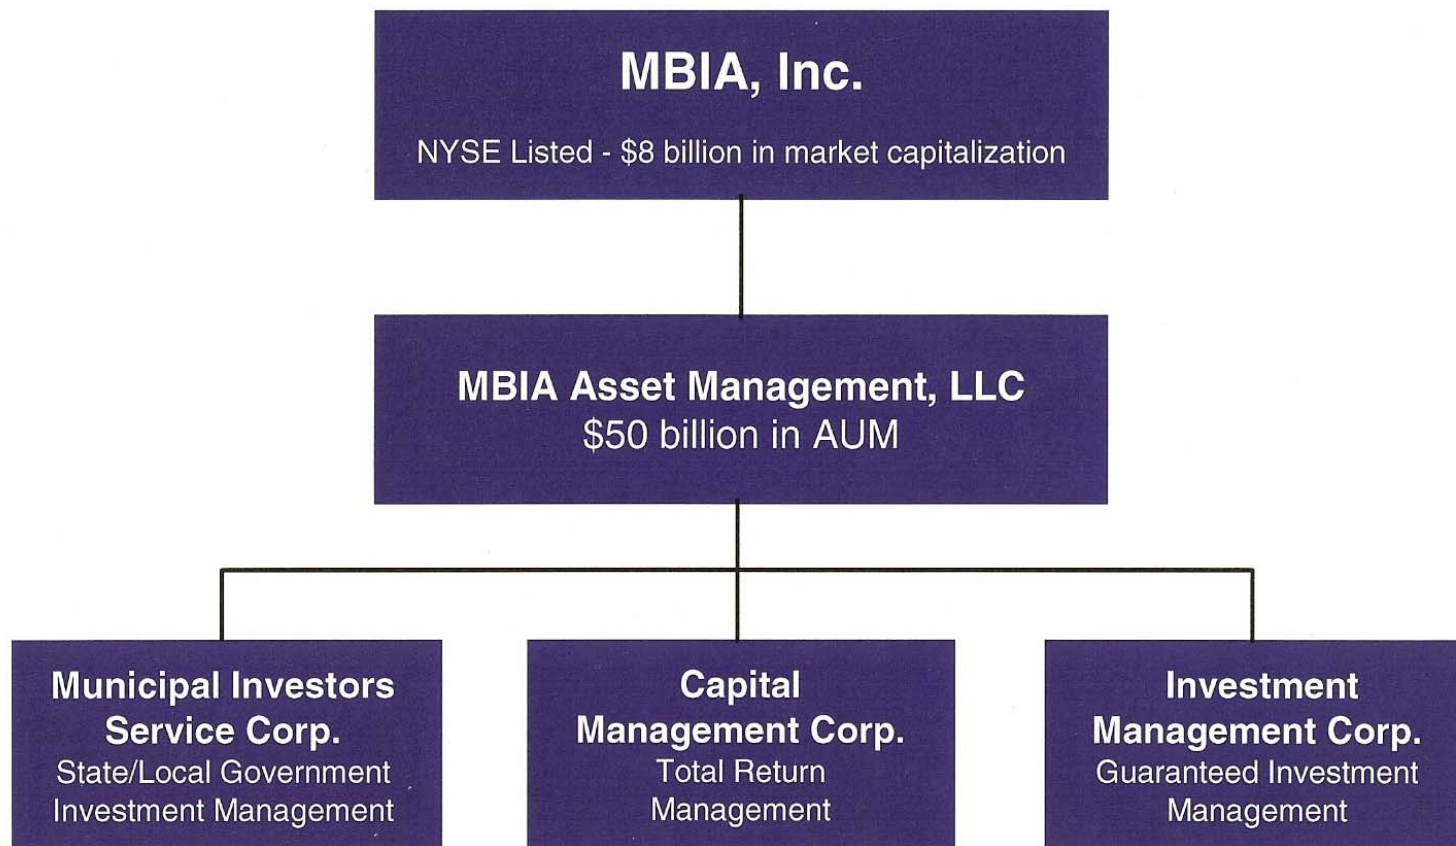 MBIA, Inc.
NYSE Listed - $8 billion in market capitalization
MBIA Asset Management, LLC
$50 billion in AUM
Municipal Investors
Service Corp.
State/Local Government
Investment Management
Capital
Management Corp.
Total Return
Management
Investment
Management Corp.
Guaranteed Investment
Management